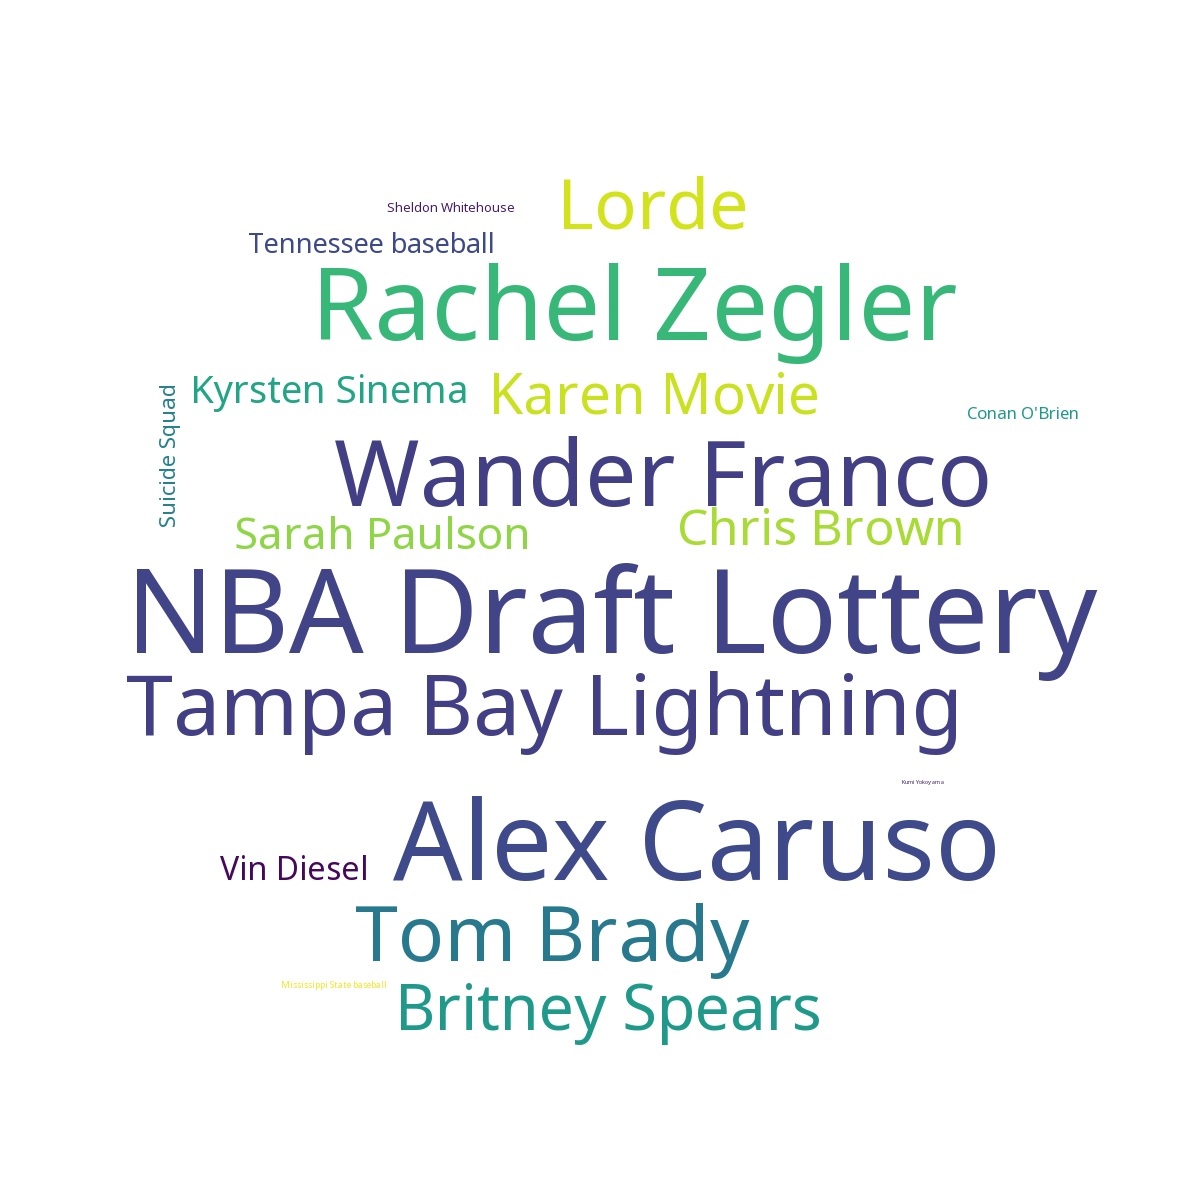 Lorde
Sheldon Whitehouse
Tennessee baseball
Rachel Zegler
Kyrsten Sinema
Karen Movie
Conan O'Brien
Suicide Squad
Wander Franco
Sarah Paulson
Chris Brown
NBA Draft Lottery
Tampa Bay Lightning
Kumi Yokoyama
Alex Caruso
Vin Diesel
Tom Brady
Mississippi State baseball
Britney Spears